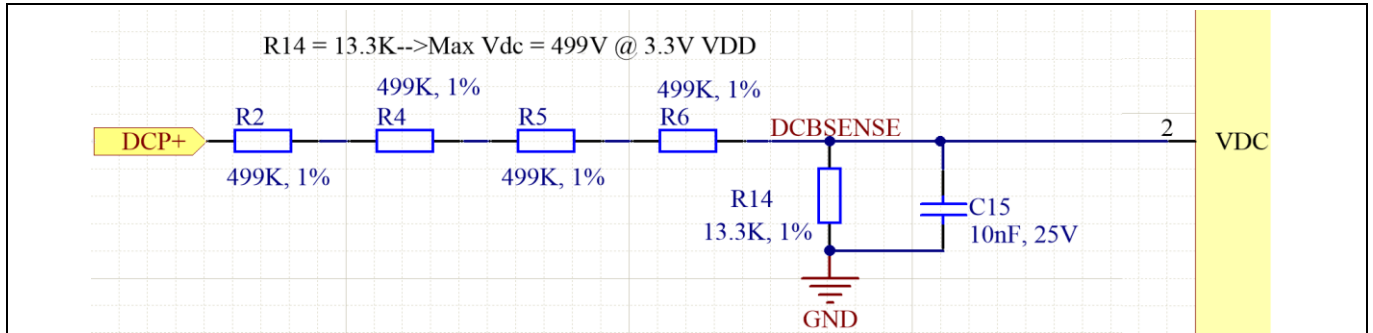 R14 = 13.3K-->Max Vdc = 499V @ 3.3V VDD
499K, 1%
499K, 1%
R2
R4
R5
R6
DCBSENSE
2
DCP+
VDC
499K, 1%
499K, 1%
R14
13.3K, 1%
C15
10nF, 25V
GND